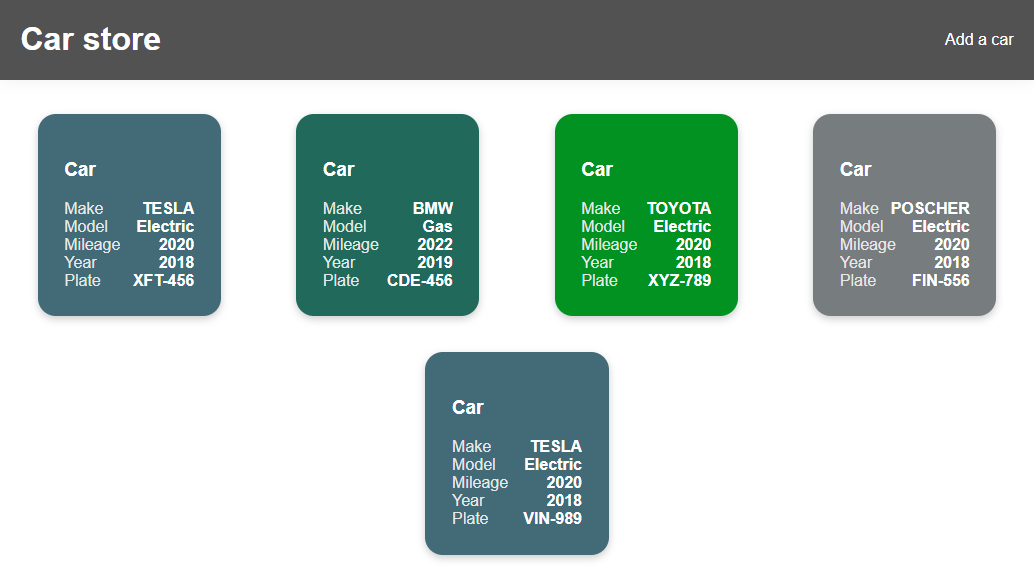 Car store
Add a car
Car
Make TESLA
Model Electric
Mileage 2020
Year 2018
Plate XFT-456
Car
Make BMW
Model Gas
Mileage 2022
Year 2019
Plate CDE-456
Car
Make TOYOTA
Model Electric
Mileage 2020
Year 2018
Plate XYZ-789
Car
Make POSCHER
Model Electric
Mileage 2020
Year 2018
Plate FIN-556
Car
Make TESLA
Model Electric
Mileage 2020
Year 2018
Plate VIN-989